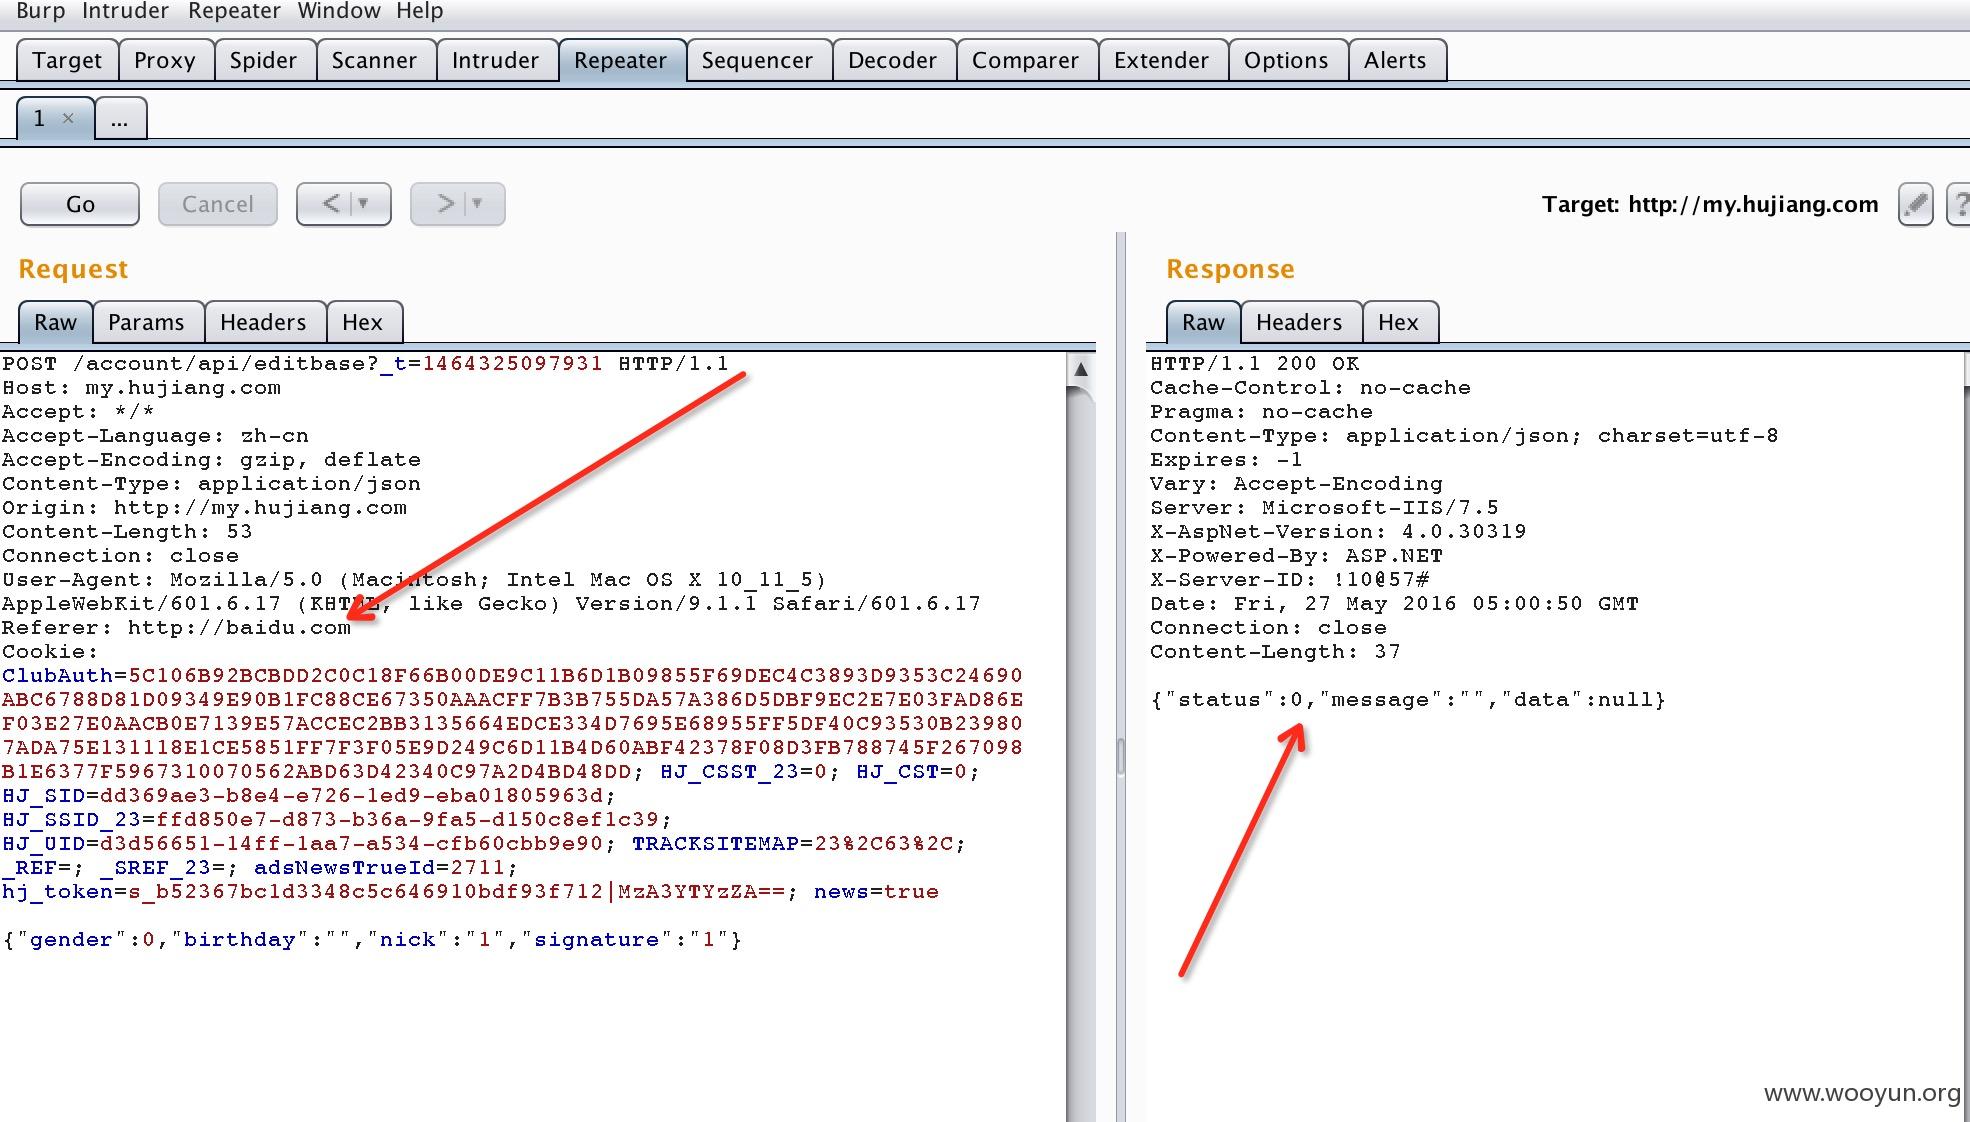 Burp Intruder Repeater Window Help
Target Proxy Spider Scanner Intruder Repeater Sequencer Decoder Comparer Extender Options Alerts
1 × ...
Go Cancel < ▼ > ▼ Target: http://my.hujiang.com ?
Request
Raw Params Headers Hex
POST /account/api/editbase?_t=1464325097931 HTTP/1.1
Host: my.hujiang.com
Accept: */*
Accept-Language: zh-cn
Accept-Encoding: gzip, deflate
Content-Type: application/json
Origin: http://my.hujiang.com
Content-Length: 53
Connection: close
User-Agent: Mozilla/5.0 (Macintosh; Intel Mac OS X 10_11_5)
AppleWebKit/601.6.17 (KHTML, like Gecko) Version/9.1.1 Safari/601.6.17
Referer: http://baidu.com
Cookie:
ClubAuth=5C106B92BCBDD2C0C18F66B00DE9C11B6D1B09855F69DEC4C3893D9353C24690
ABC6788D81D09349E90B1FC88CE67350AAACFF7B3B755DA57A386D5DBF9EC2E7E03FAD86E
F03E27E0AACB0E7139E57ACCEC2BB3135664EDCE334D7695E68955FF5DF40C93530B23980
7ADA75E131118E1CE5851FF7F3F05E9D249C6D11B4D60ABF42378F08D3FB788745F267098
B1E6377F5967310070562ABD63D42340C97A2D4BD48DD; HJ_CSST_23=0; HJ_CST=0;
HJ_SID=dd369ae3-b8e4-e726-1ed9-eba01805963d;
HJ_SSID_23=ffd850e7-d873-b36a-9fa5-d150c8ef1c39;
HJ_UID=d3d56651-14ff-1aa7-a534-cfb60cbb9e90; TRACKSITEMAP=23%2C63%2C;
_REF=; _SREF_23=; adsNewsTrueId=2711;
hj_token=s_b52367bc1d3348c5c646910bdf93f712|MzA3YTYzZA==; news=true
{"gender":0,"birthday":"","nick":"1","signature":"1"}
Response
Raw Headers Hex
HTTP/1.1 200 OK
Cache-Control: no-cache
Pragma: no-cache
Content-Type: application/json; charset=utf-8
Expires: -1
Vary: Accept-Encoding
Server: Microsoft-IIS/7.5
X-AspNet-Version: 4.0.30319
X-Powered-By: ASP.NET
X-Server-ID: !10@57#
Date: Fri, 27 May 2016 05:00:50 GMT
Connection: close
Content-Length: 37
{"status":0,"message":"","data":null}
www.wooyun.org